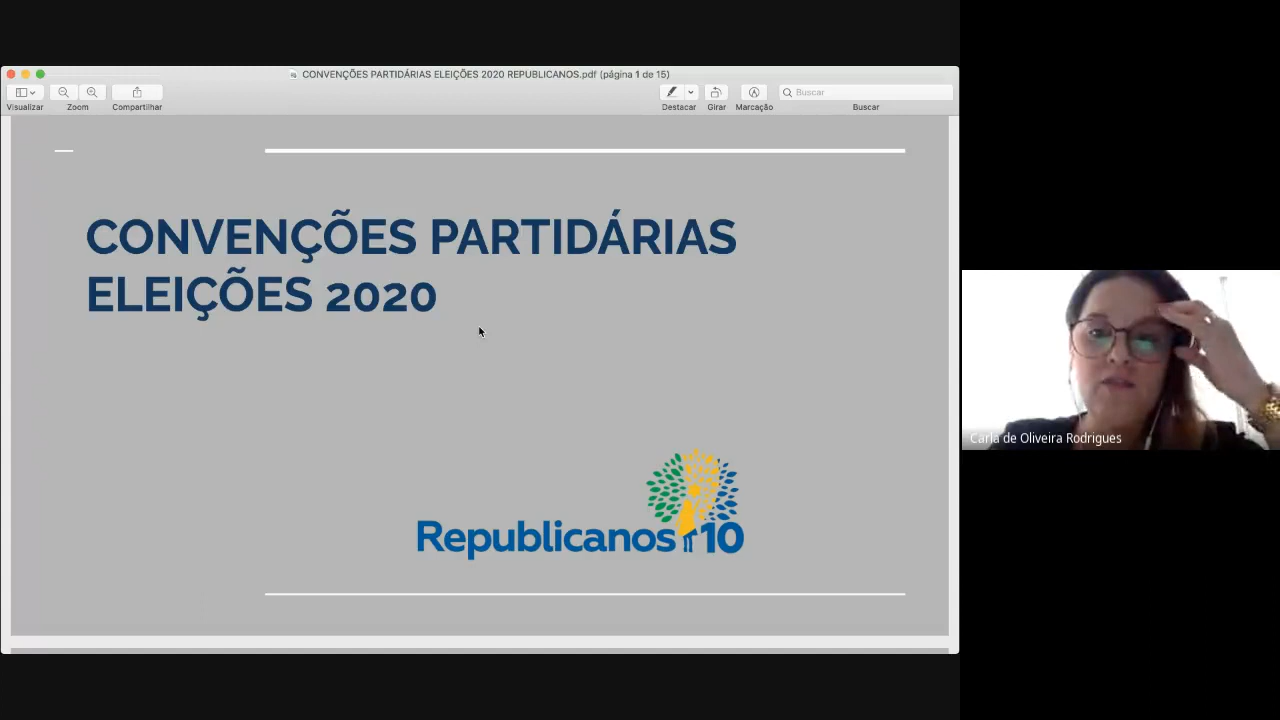 CONVENÇÕES PARTIDÁRIAS ELEIÇÕES 2020 REPUBLICANOS.pdf (página 1 de 15)
Visualizar
Zoom
Compartilhar
Destacar
Girar
Marcação
Buscar
Buscar
CONVENÇÕES PARTIDÁRIAS
ELEIÇÕES 2020
Republicanos 10
Carla de Oliveira Rodrigues